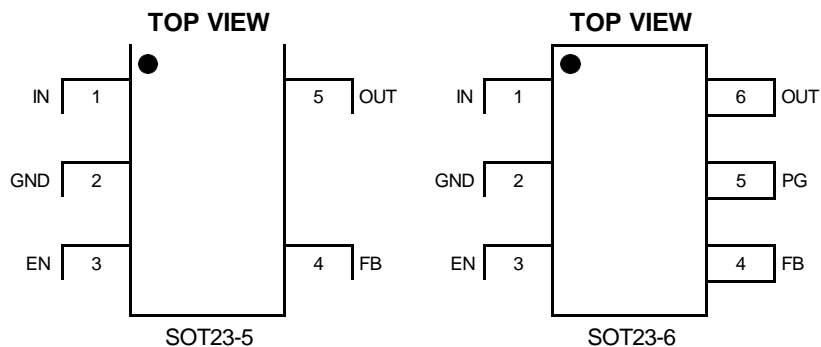 TOP VIEW
IN 1 5 OUT
GND 2
EN 3 4 FB
SOT23-5
TOP VIEW
IN 1 6 OUT
GND 2 5 PG
EN 3 4 FB
SOT23-6